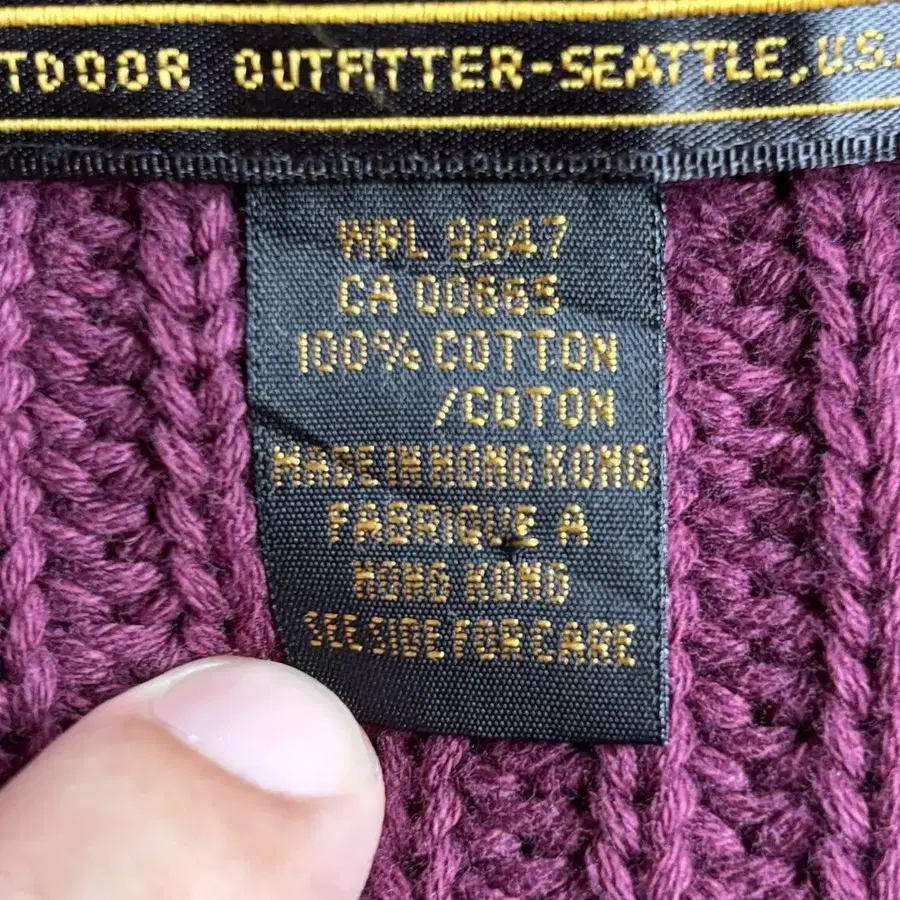 TDOOR OUTFITTER-SEATTLE, U.S.
WPL 9647
CA 00665
100% COTTON
/COTON
MADE IN HONG KONG
FABRIQUE A
HONG KONG
SEE SIDE FOR CARE